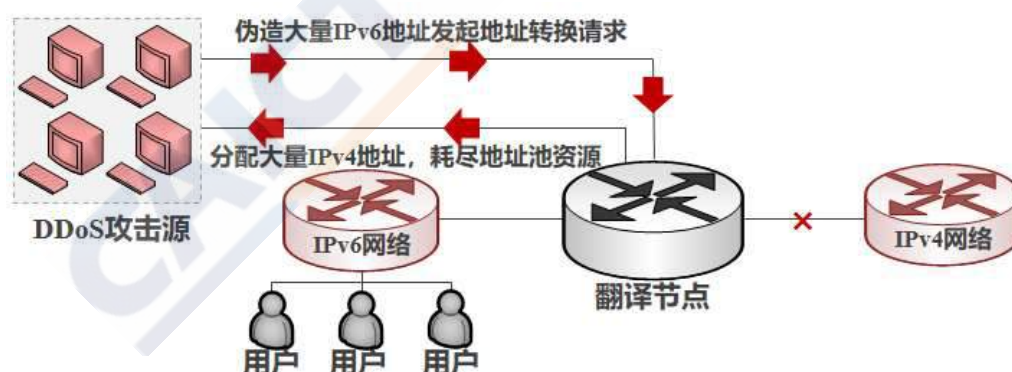 伪造大量IPv6地址发起地址转换请求
分配大量IPv4地址，耗尽地址池资源
DDoS攻击源
IPv6网络
IPv4网络
翻译节点
用户 用户 用户
CAICT